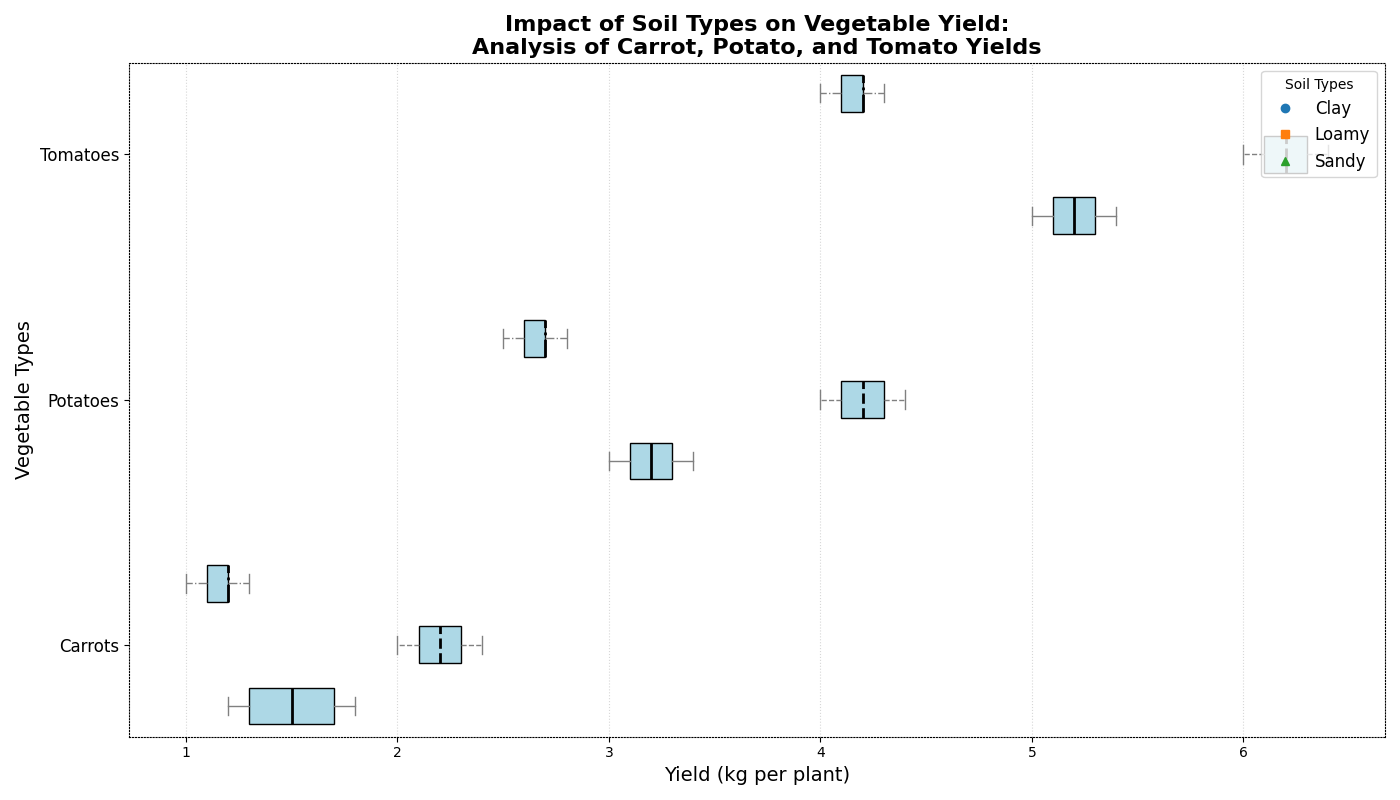 Impact of Soil Types on Vegetable Yield:
Analysis of Carrot, Potato, and Tomato Yields
Soil Types
Clay
Loamy
Sandy
Vegetable Types
Tomatoes
Potatoes
Carrots
1 2 3 4 5 6
Yield (kg per plant)